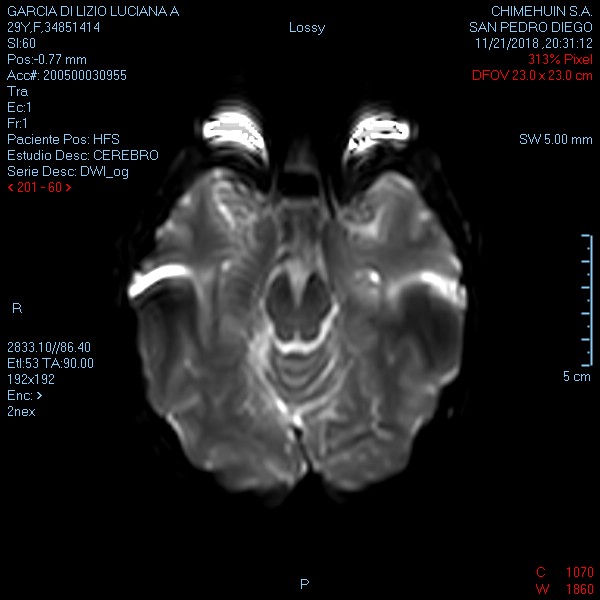 GARCIA DI LIZIO LUCIANA A
29Y,F,34851414
Sl:60
Pos:-0.77 mm
Acc#: 200500030955
Tra
Ec:1
Fr:1
Paciente Pos: HFS
Estudio Desc: CEREBRO
Serie Desc: DWI_og
< 201 - 60 >
Lossy
CHIMEHUIN S.A.
SAN PEDRO DIEGO
11/21/2018 ,20:31:12
313% Pixel
DFOV 23.0 x 23.0 cm
SW 5.00 mm
R
2833.10//86.40
Etl:53 TA:90.00
192x192
Enc: >
2nex
5 cm
P
C 1070
W 1860